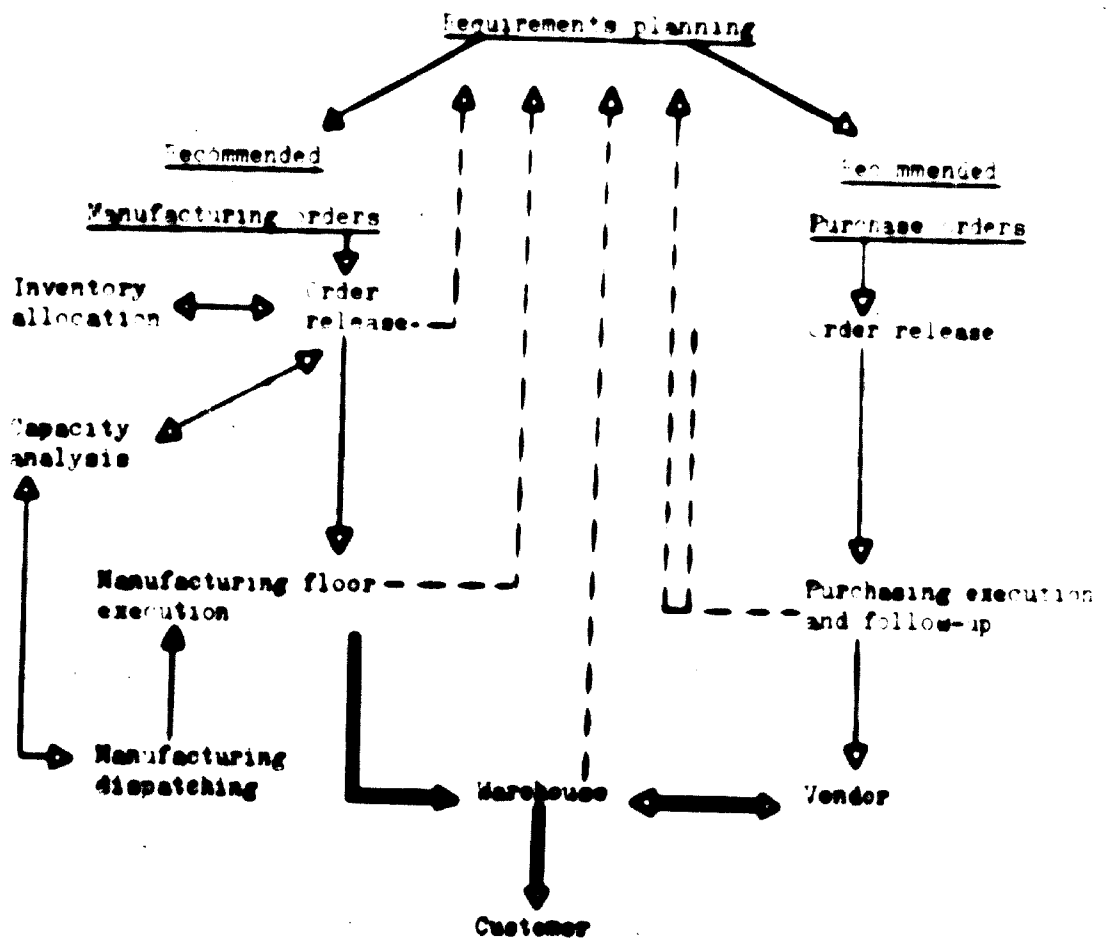 Requirements planning
Recommended
Manufacturing orders
Recommended
Purchase orders
Inventory
allocation
Order
release
Order release
Capacity
analysis
Manufacturing floor
execution
Purchasing execution
and follow-up
Manufacturing
dispatching
Warehouse
Vendor
Customer